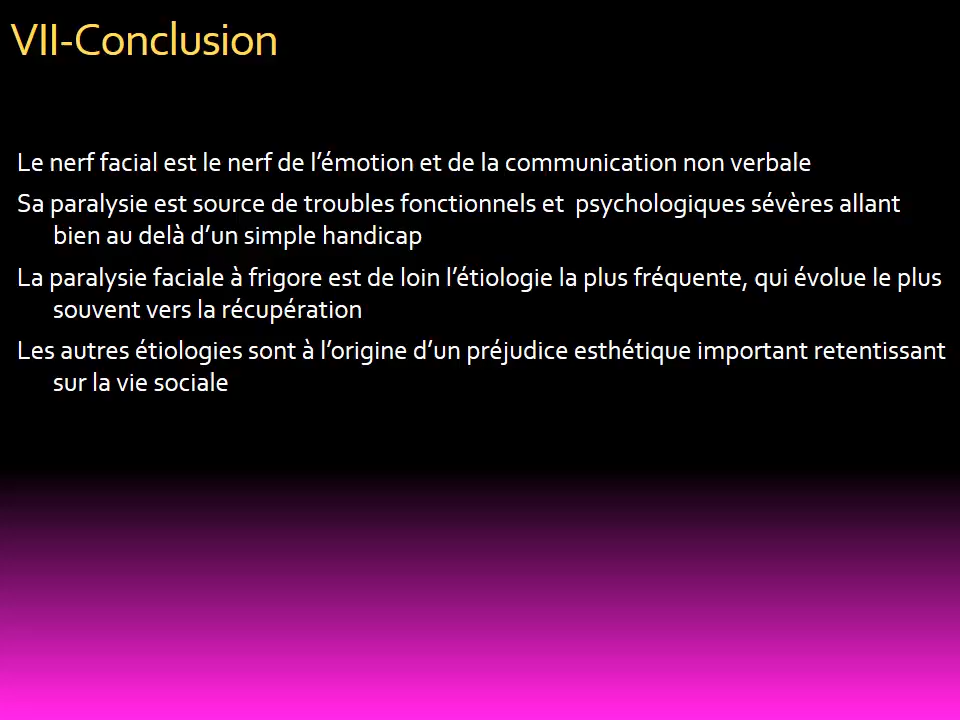 VII-Conclusion
Le nerf facial est le nerf de l’émotion et de la communication non verbale
Sa paralysie est source de troubles fonctionnels et  psychologiques sévères allant
bien au delà d’un simple handicap
La paralysie faciale à frigore est de loin l’étiologie la plus fréquente, qui évolue le plus
souvent vers la récupération
Les autres étiologies sont à l’origine d’un préjudice esthétique important retentissant
sur la vie sociale